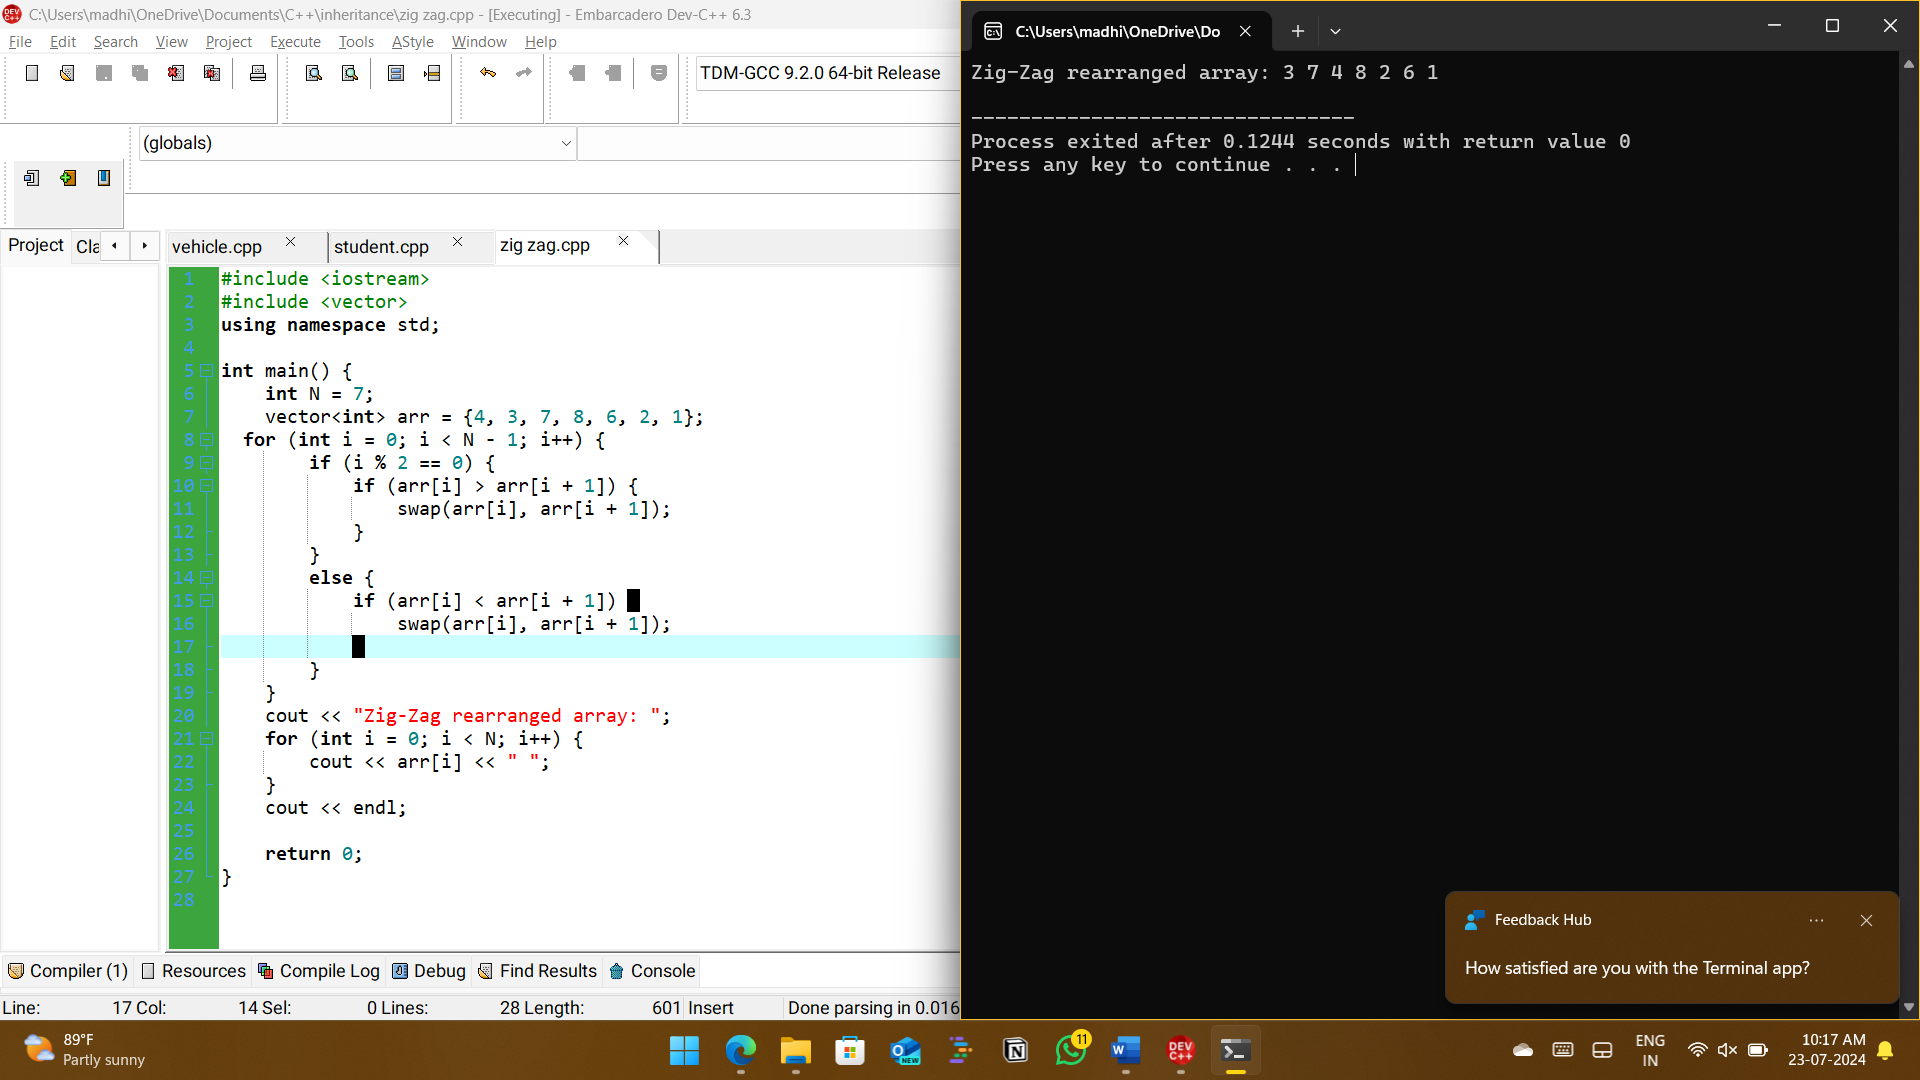 C:\Users\madhi\OneDrive\Documents\C++\inheritance\zig zag.cpp - [Executing] - Embarcadero Dev-C++ 6.3
File Edit Search View Project Execute Tools AStyle Window Help
TDM-GCC 9.2.0 64-bit Release
(globals)
Project Cla
vehicle.cpp student.cpp zig zag.cpp
1 #include <iostream>
2 #include <vector>
3 using namespace std;
4
5 int main() {
6 int N = 7;
7 vector<int> arr = {4, 3, 7, 8, 6, 2, 1};
8 for (int i = 0; i < N - 1; i++) {
9 if (i % 2 == 0) {
10 if (arr[i] > arr[i + 1]) {
11 swap(arr[i], arr[i + 1]);
12 }
13 }
14 else {
15 if (arr[i] < arr[i + 1])
16 swap(arr[i], arr[i + 1]);
17
18 }
19 }
20 cout << "Zig-Zag rearranged array: ";
21 for (int i = 0; i < N; i++) {
22 cout << arr[i] << " ";
23 }
24 cout << endl;
25
26 return 0;
27 }
28
Compiler (1) Resources Compile Log Debug Find Results Console
Line: 17 Col: 14 Sel: 0 Lines: 28 Length: 601 Insert Done parsing in 0.016
C:\Users\madhi\OneDrive\Do
Zig-Zag rearranged array: 3 7 4 8 2 6 1
--------------------------------
Process exited after 0.1244 seconds with return value 0
Press any key to continue . . .
Feedback Hub
How satisfied are you with the Terminal app?
89°F
Partly sunny
NEW
11
DEV
C++
ENG
IN
10:17 AM
23-07-2024